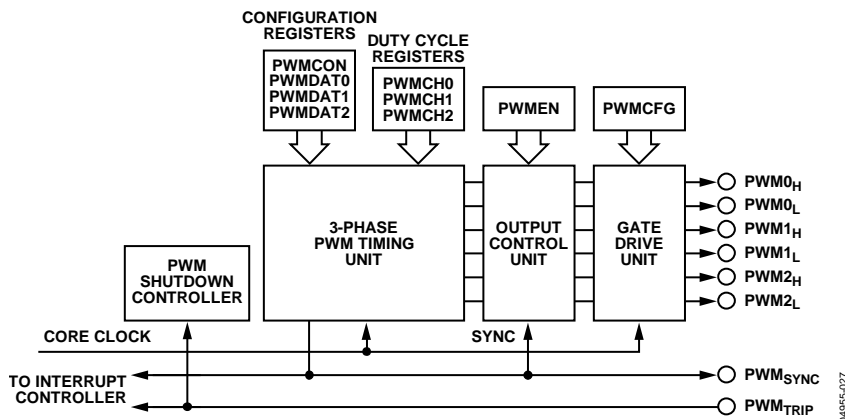 CONFIGURATION
REGISTERS
DUTY CYCLE
REGISTERS
PWMCON
PWMDAT0
PWMDAT1
PWMDAT2
PWMCH0
PWMCH1
PWMCH2
PWMEN
PWMCFG
3-PHASE
PWM TIMING
UNIT
OUTPUT
CONTROL
UNIT
GATE
DRIVE
UNIT
PWM0H
PWM0L
PWM1H
PWM1L
PWM2H
PWM2L
PWM
SHUTDOWN
CONTROLLER
CORE CLOCK
SYNC
TO INTERRUPT
CONTROLLER
PWMSYNC
PWMTRIP
04955-027